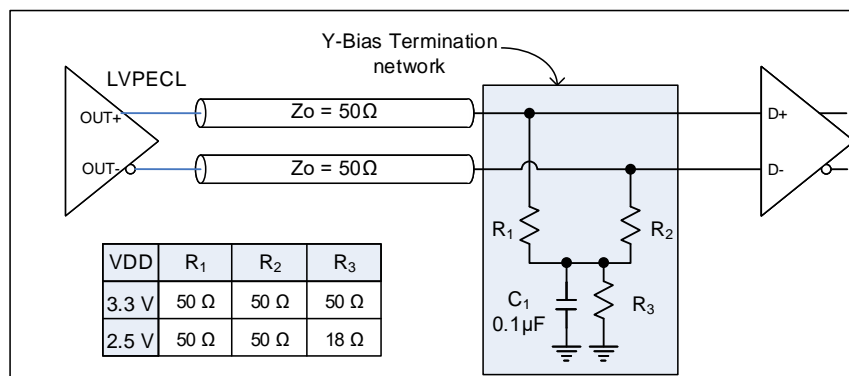 Y-Bias Termination
network
LVPECL
OUT+
Zo = 50Ω
D+
OUT-
Zo = 50Ω
D-
R1
R2
VDD R1 R2 R3
3.3 V 50 Ω 50 Ω 50 Ω
2.5 V 50 Ω 50 Ω 18 Ω
C1
0.1µF
R3